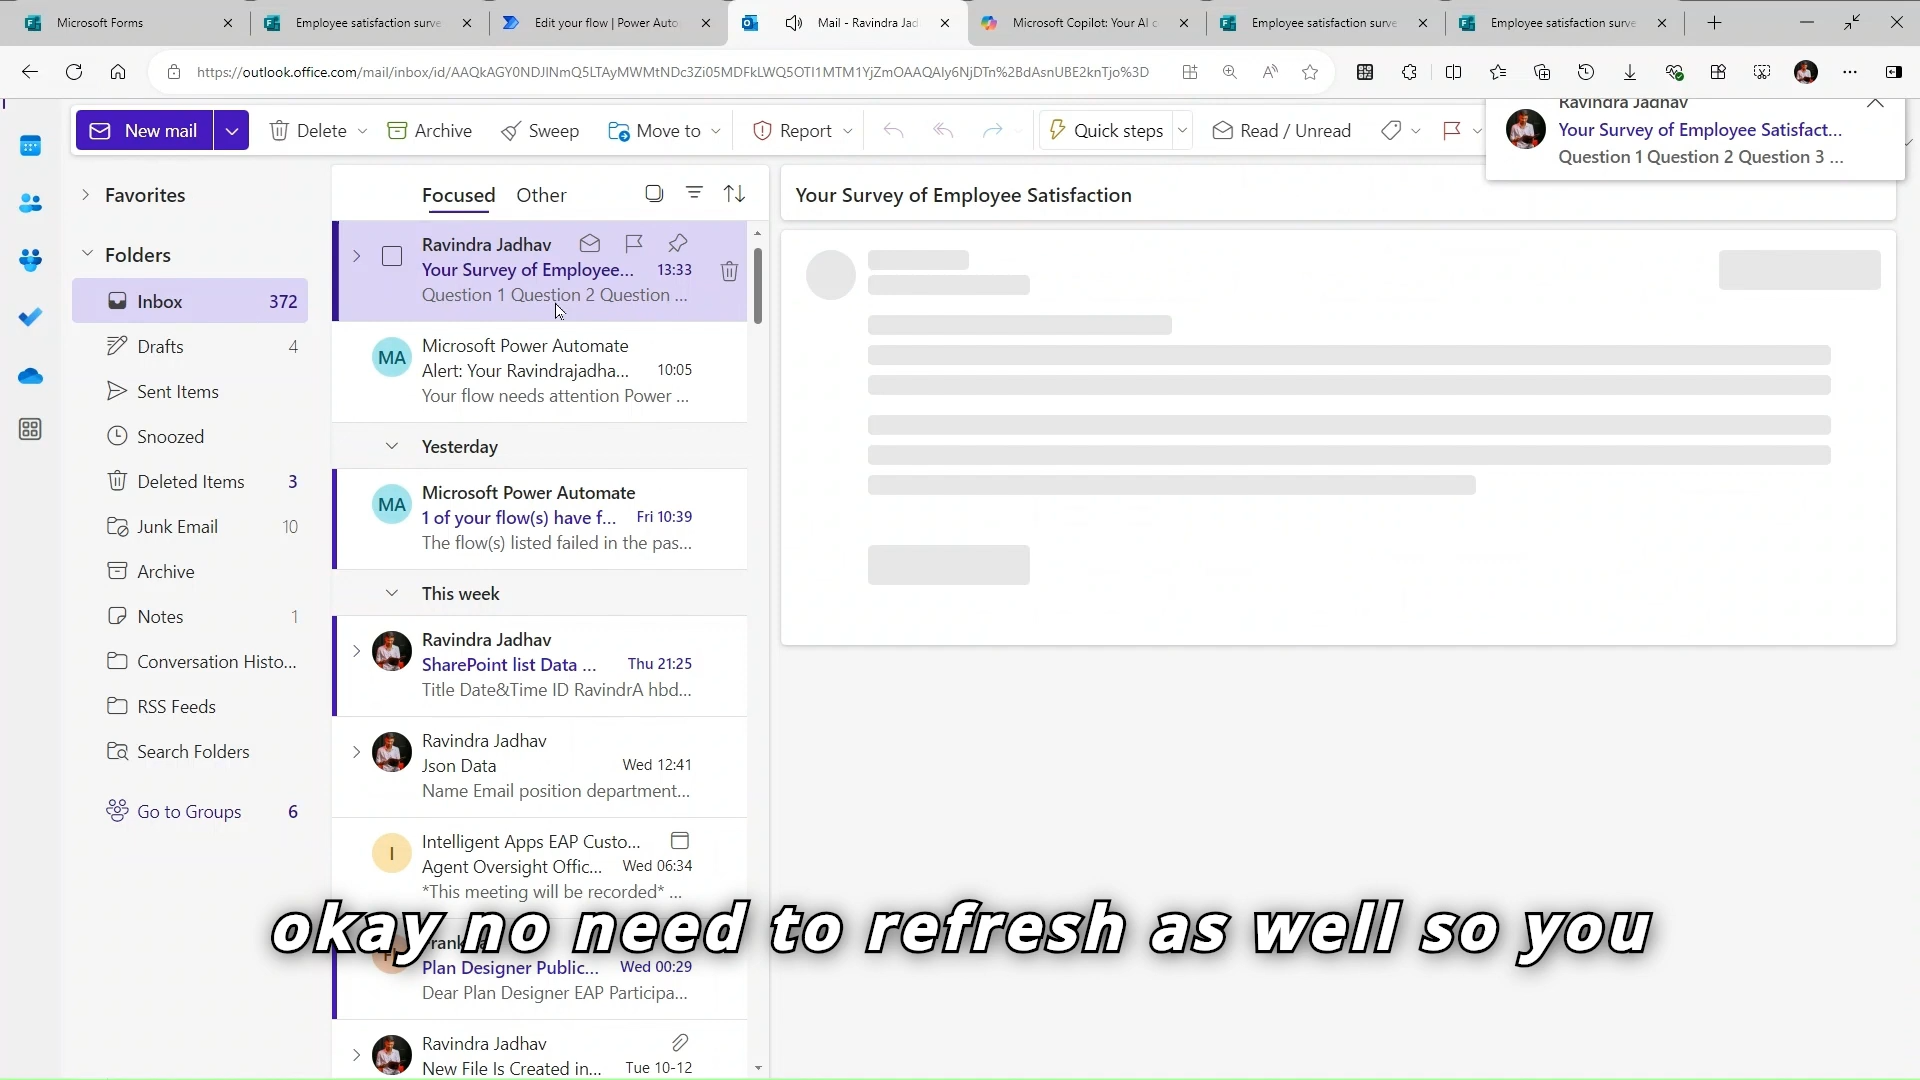 Microsoft Forms
Employee satisfaction surve
Edit your flow | Power Auto
Mail - Ravindra Jad
Microsoft Copilot: Your AI c
Employee satisfaction surve
Employee satisfaction surve
https://outlook.office.com/mail/inbox/id/AAQkAGY0NDJlNmQ5LTAyMWMtNDc3Zi05MDFkLWQ5OTI1MTM1YjZmOAAQAIy6NjDTn%2BdAsnUBE2knTjo%3D
New mail
Delete
Archive
Sweep
Move to
Report
Quick steps
Read / Unread
Ravindra Jadhav
Your Survey of Employee Satisfact...
Question 1 Question 2 Question 3 ...
Favorites
Folders
Inbox 372
Drafts 4
Sent Items
Snoozed
Deleted Items 3
Junk Email 10
Archive
Notes 1
Conversation Histo...
RSS Feeds
Search Folders
Go to Groups 6
Focused Other
Ravindra Jadhav
Your Survey of Employee... 13:33
Question 1 Question 2 Question ...
MA
Microsoft Power Automate
Alert: Your Ravindrajadha... 10:05
Your flow needs attention Power ...
Yesterday
MA
Microsoft Power Automate
1 of your flow(s) have f... Fri 10:39
The flow(s) listed failed in the pas...
This week
Ravindra Jadhav
SharePoint list Data ... Thu 21:25
Title Date&Time ID RavindrA hbd...
Ravindra Jadhav
Json Data Wed 12:41
Name Email position department...
I
Intelligent Apps EAP Custo...
Agent Oversight Offic... Wed 06:34
*This meeting will be recorded* ...
Plan Designer Public... Wed 00:29
Dear Plan Designer EAP Participa...
Ravindra Jadhav
New File Is Created in... Tue 10-12
Your Survey of Employee Satisfaction
okay no need to refresh as well so you